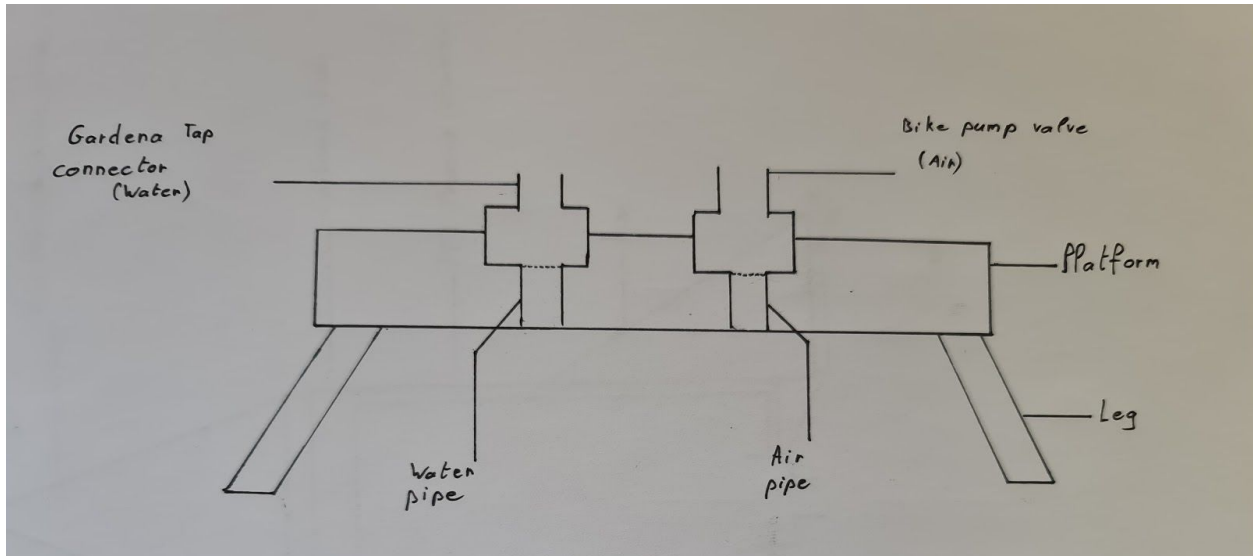 Gardena Tap
connector
(Water)
Bike pump valve
(Air)
Platform
Leg
Water
pipe
Air
pipe